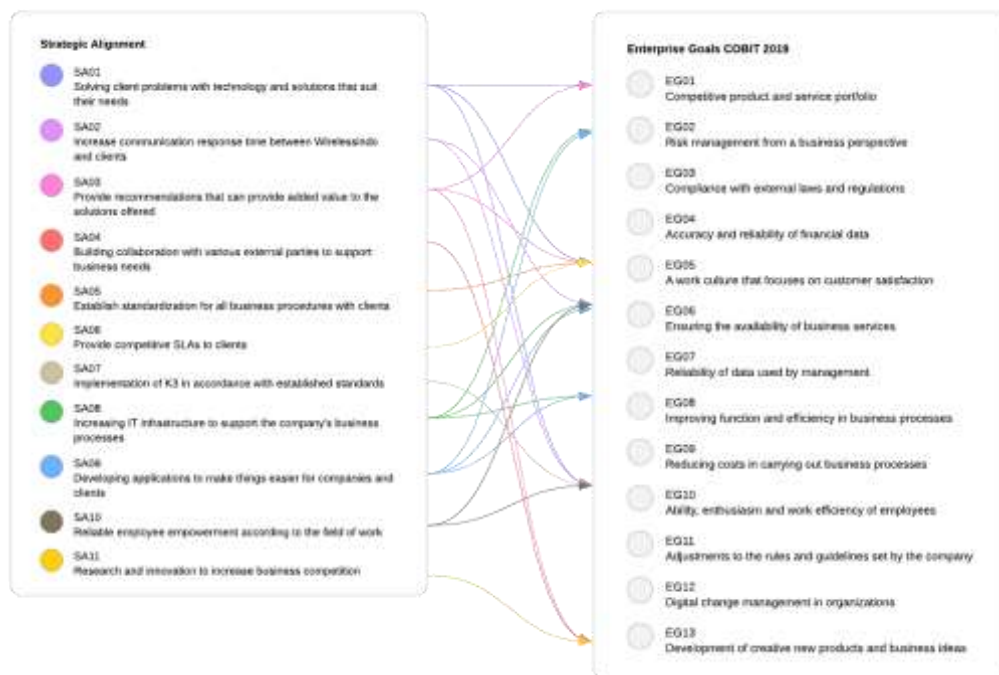 Strategic Alignment
SA01
Solving client problems with technology and solutions that suit
their needs
SA02
Increase communication response time between Wirelessindo
and clients
SA03
Provide recommendations that can provide added value to the
solutions offered
SA04
Building collaboration with various external parties to support
business needs
SA05
Establish standardization for all business procedures with clients
SA06
Provide competitive SLAs to clients
SA07
Implementation of K3 in accordance with established standards
SA08
Increasing IT infrastructure to support the company's business
processes
SA09
Developing applications to make things easier for companies and
clients
SA10
Reliable employee empowerment according to the field of work
SA11
Research and innovation to increase business competition
Enterprise Goals COBIT 2019
EG01
Competitive product and service portfolio
EG02
Risk management from a business perspective
EG03
Compliance with external laws and regulations
EG04
Accuracy and reliability of financial data
EG05
A work culture that focuses on customer satisfaction
EG06
Ensuring the availability of business services
EG07
Reliability of data used by management
EG08
Improving function and efficiency in business processes
EG09
Reducing costs in carrying out business processes
EG10
Ability, enthusiasm and work efficiency of employees
EG11
Adjustments to the rules and guidelines set by the company
EG12
Digital change management in organizations
EG13
Development of creative new products and business ideas